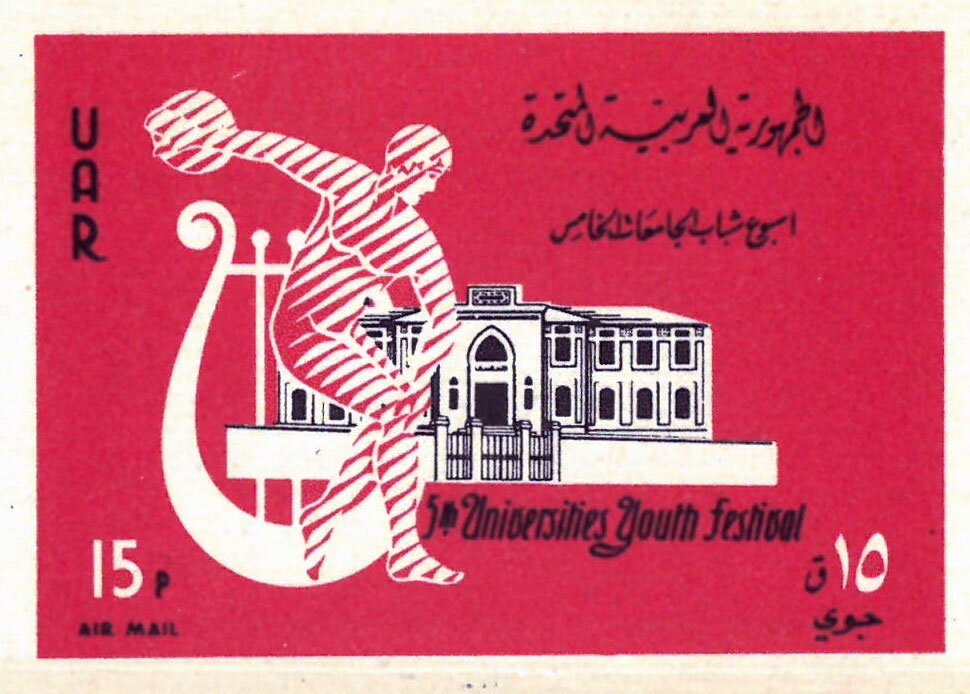 UAR
الجمهورية العربية المتحدة
اسبوع شباب الجامعات الخامس
5th Universities Youth Festival
15 P
AIR MAIL
١٥ ق
جوي